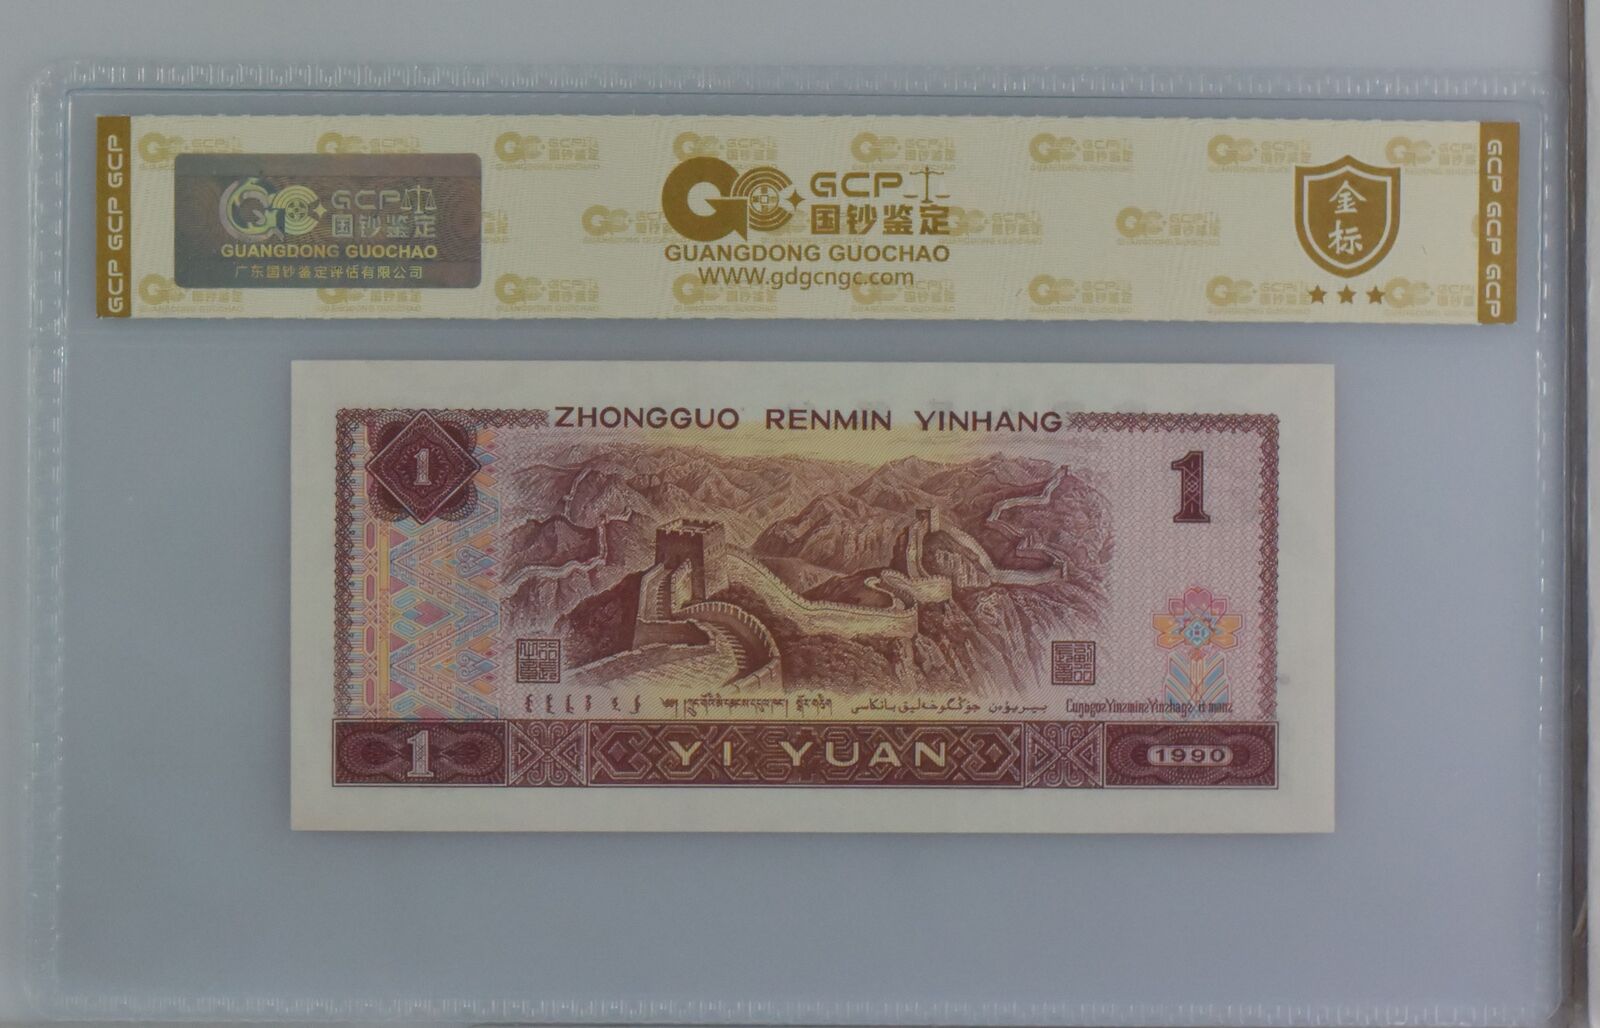 GCP GCP GCP
GCP
国钞鉴定
GUANGDONG GUOCHAO
广东国钞鉴定评估有限公司
GCP
国钞鉴定
GUANGDONG GUOCHAO
WWW.gdgcngc.com
金标
GCP GCP GCP
ZHONGGUO RENMIN YINHANG
1
1
1
YI YUAN
1990